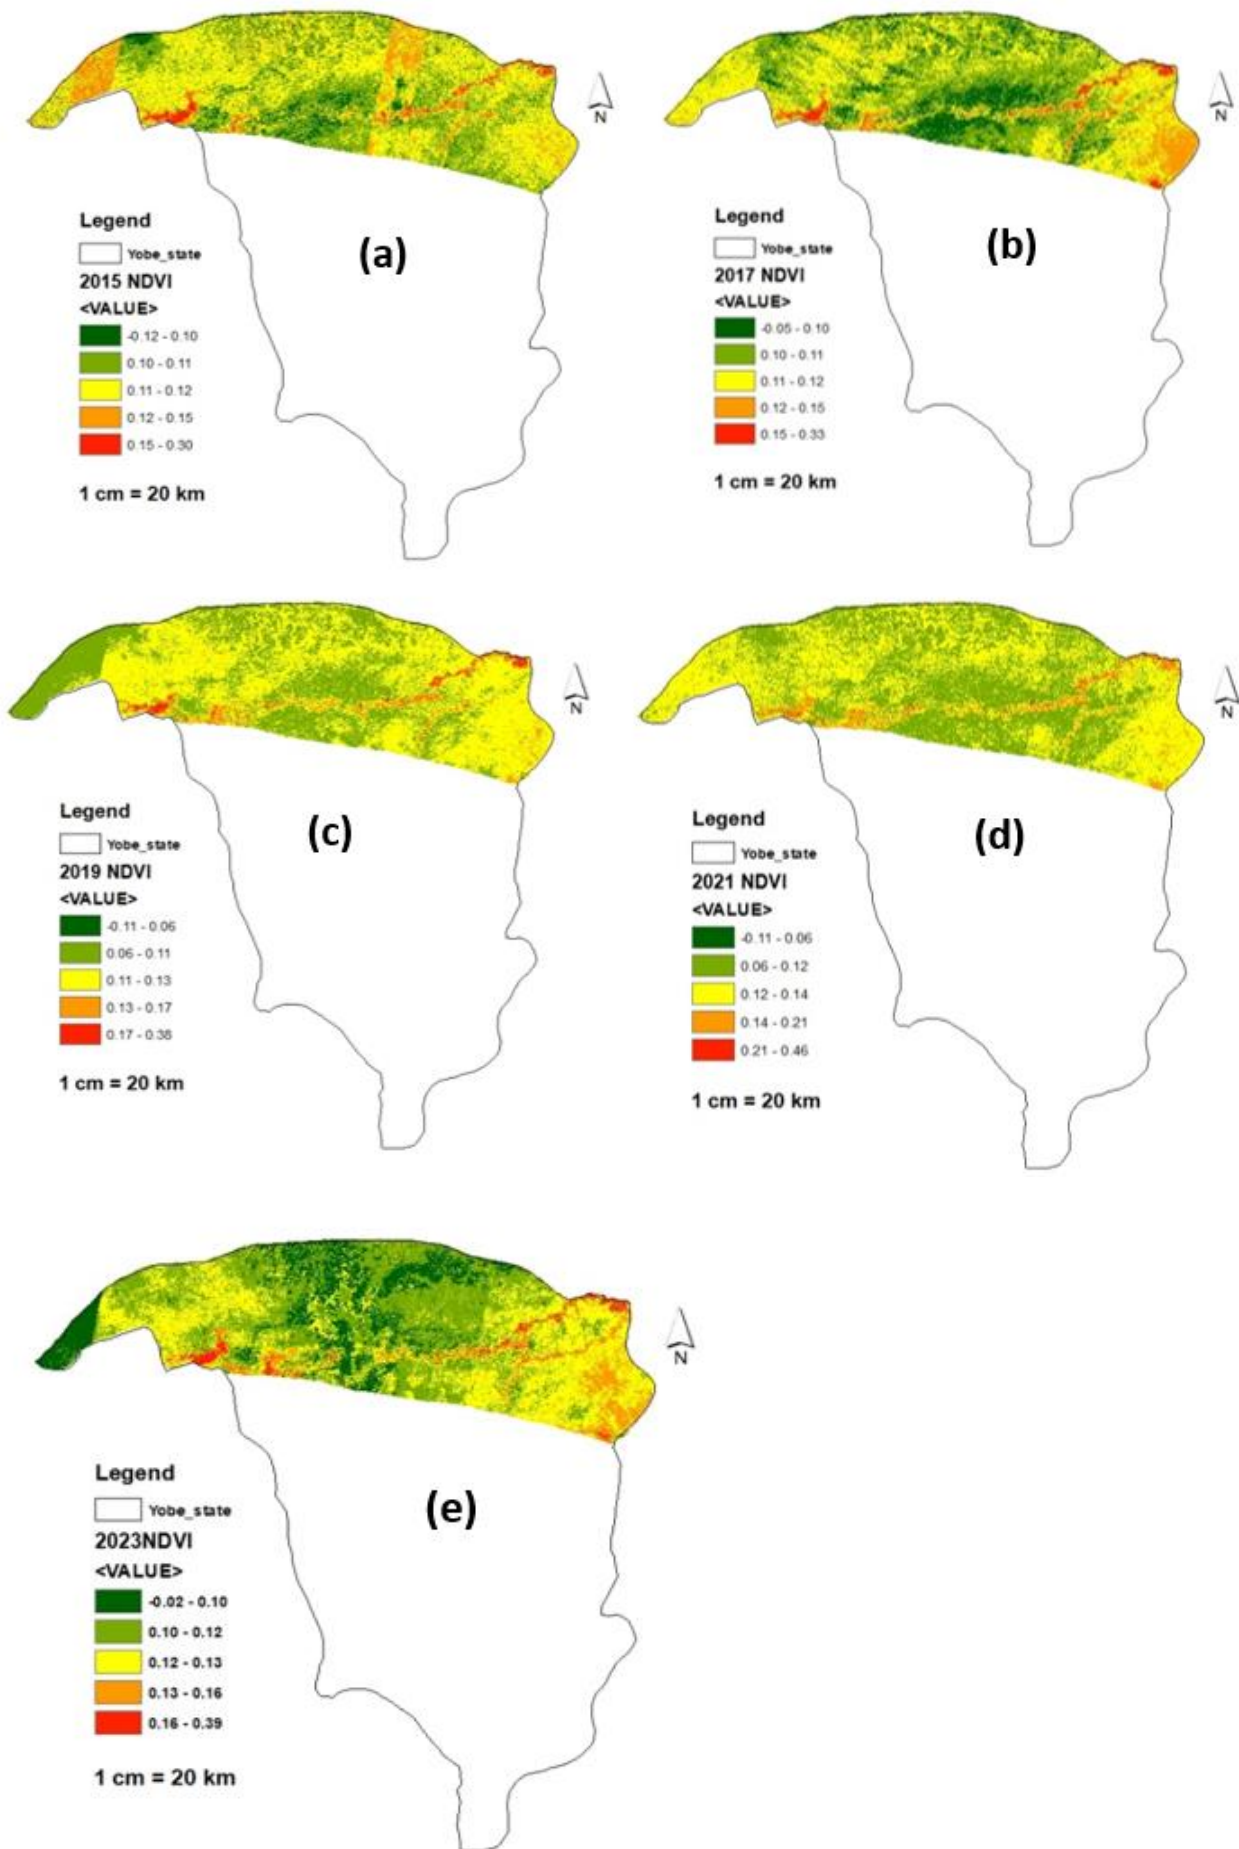 N
(a)
Legend
Yobe_state
2015 NDVI
<VALUE>
-0.12 - 0.10
0.10 - 0.11
0.11 - 0.12
0.12 - 0.15
0.15 - 0.30
1 cm = 20 km
N
(b)
Legend
Yobe_state
2017 NDVI
<VALUE>
-0.05 - 0.10
0.10 - 0.11
0.11 - 0.12
0.12 - 0.15
0.15 - 0.33
1 cm = 20 km
N
(c)
Legend
Yobe_state
2019 NDVI
<VALUE>
-0.11 - 0.06
0.06 - 0.11
0.11 - 0.13
0.13 - 0.17
0.17 - 0.38
1 cm = 20 km
N
(d)
Legend
Yobe_state
2021 NDVI
<VALUE>
-0.11 - 0.06
0.06 - 0.12
0.12 - 0.14
0.14 - 0.21
0.21 - 0.46
1 cm = 20 km
N
(e)
Legend
Yobe_state
2023NDVI
<VALUE>
-0.02 - 0.10
0.10 - 0.12
0.12 - 0.13
0.13 - 0.16
0.16 - 0.39
1 cm = 20 km